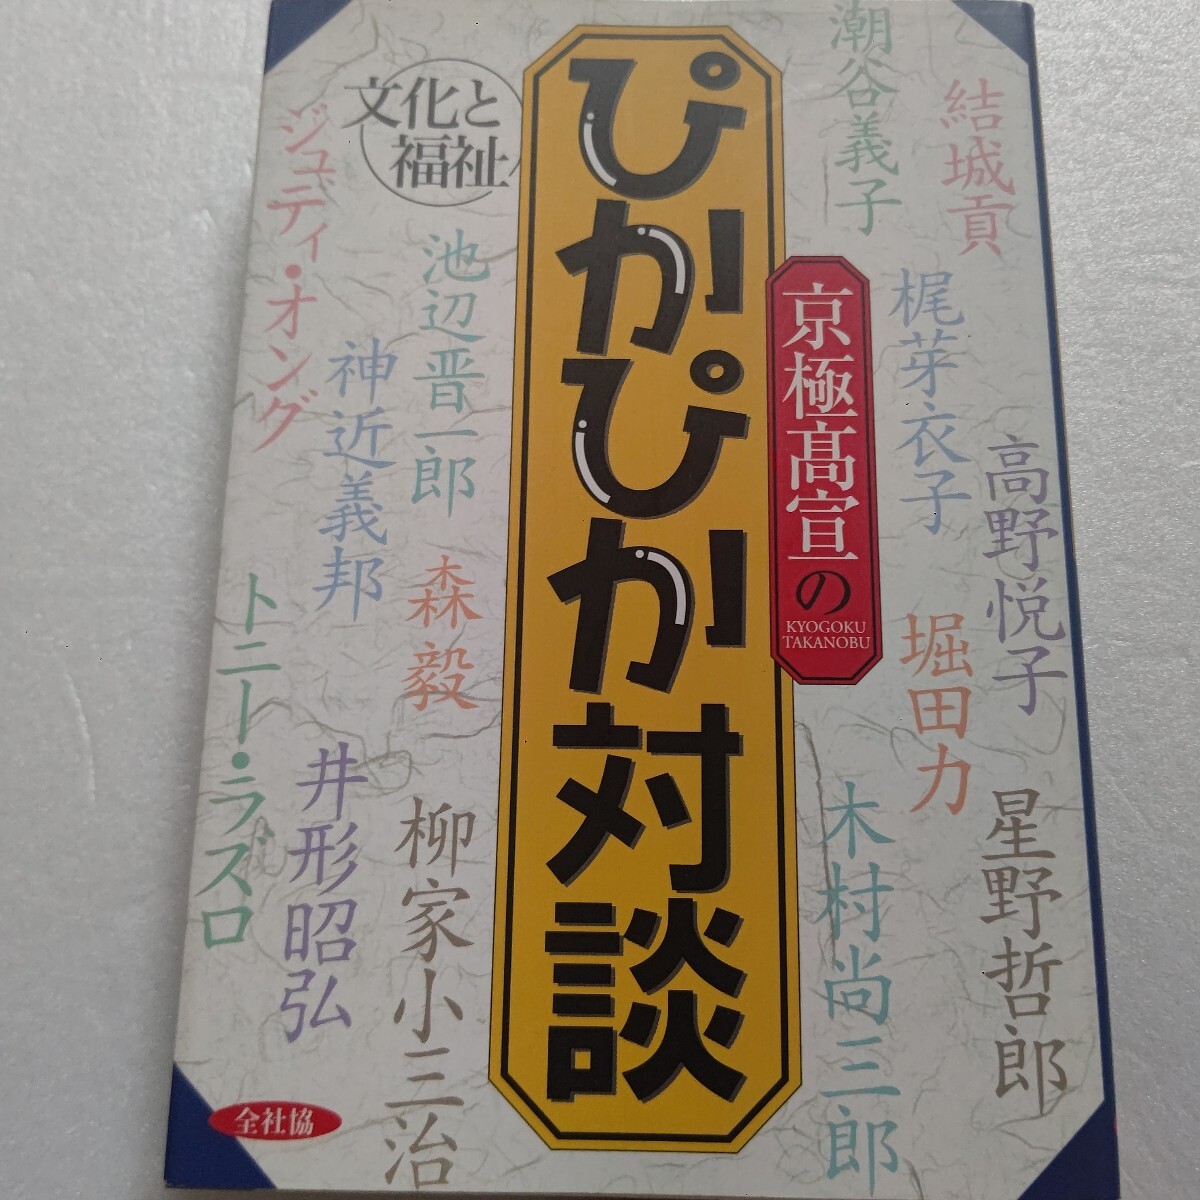 文化と
福祉
京極髙宣の
KYOGOKU
TAKANOBU
ぴかぴか対談
結城貢
潮谷義子
高野悦子
梶芽衣子
堀田力
星野哲郎
木村尚三郎
池辺晋一郎
森毅
柳家小三治
神近義邦
井形昭弘
ジュディ・オング
トニー・ラズロ
全社協